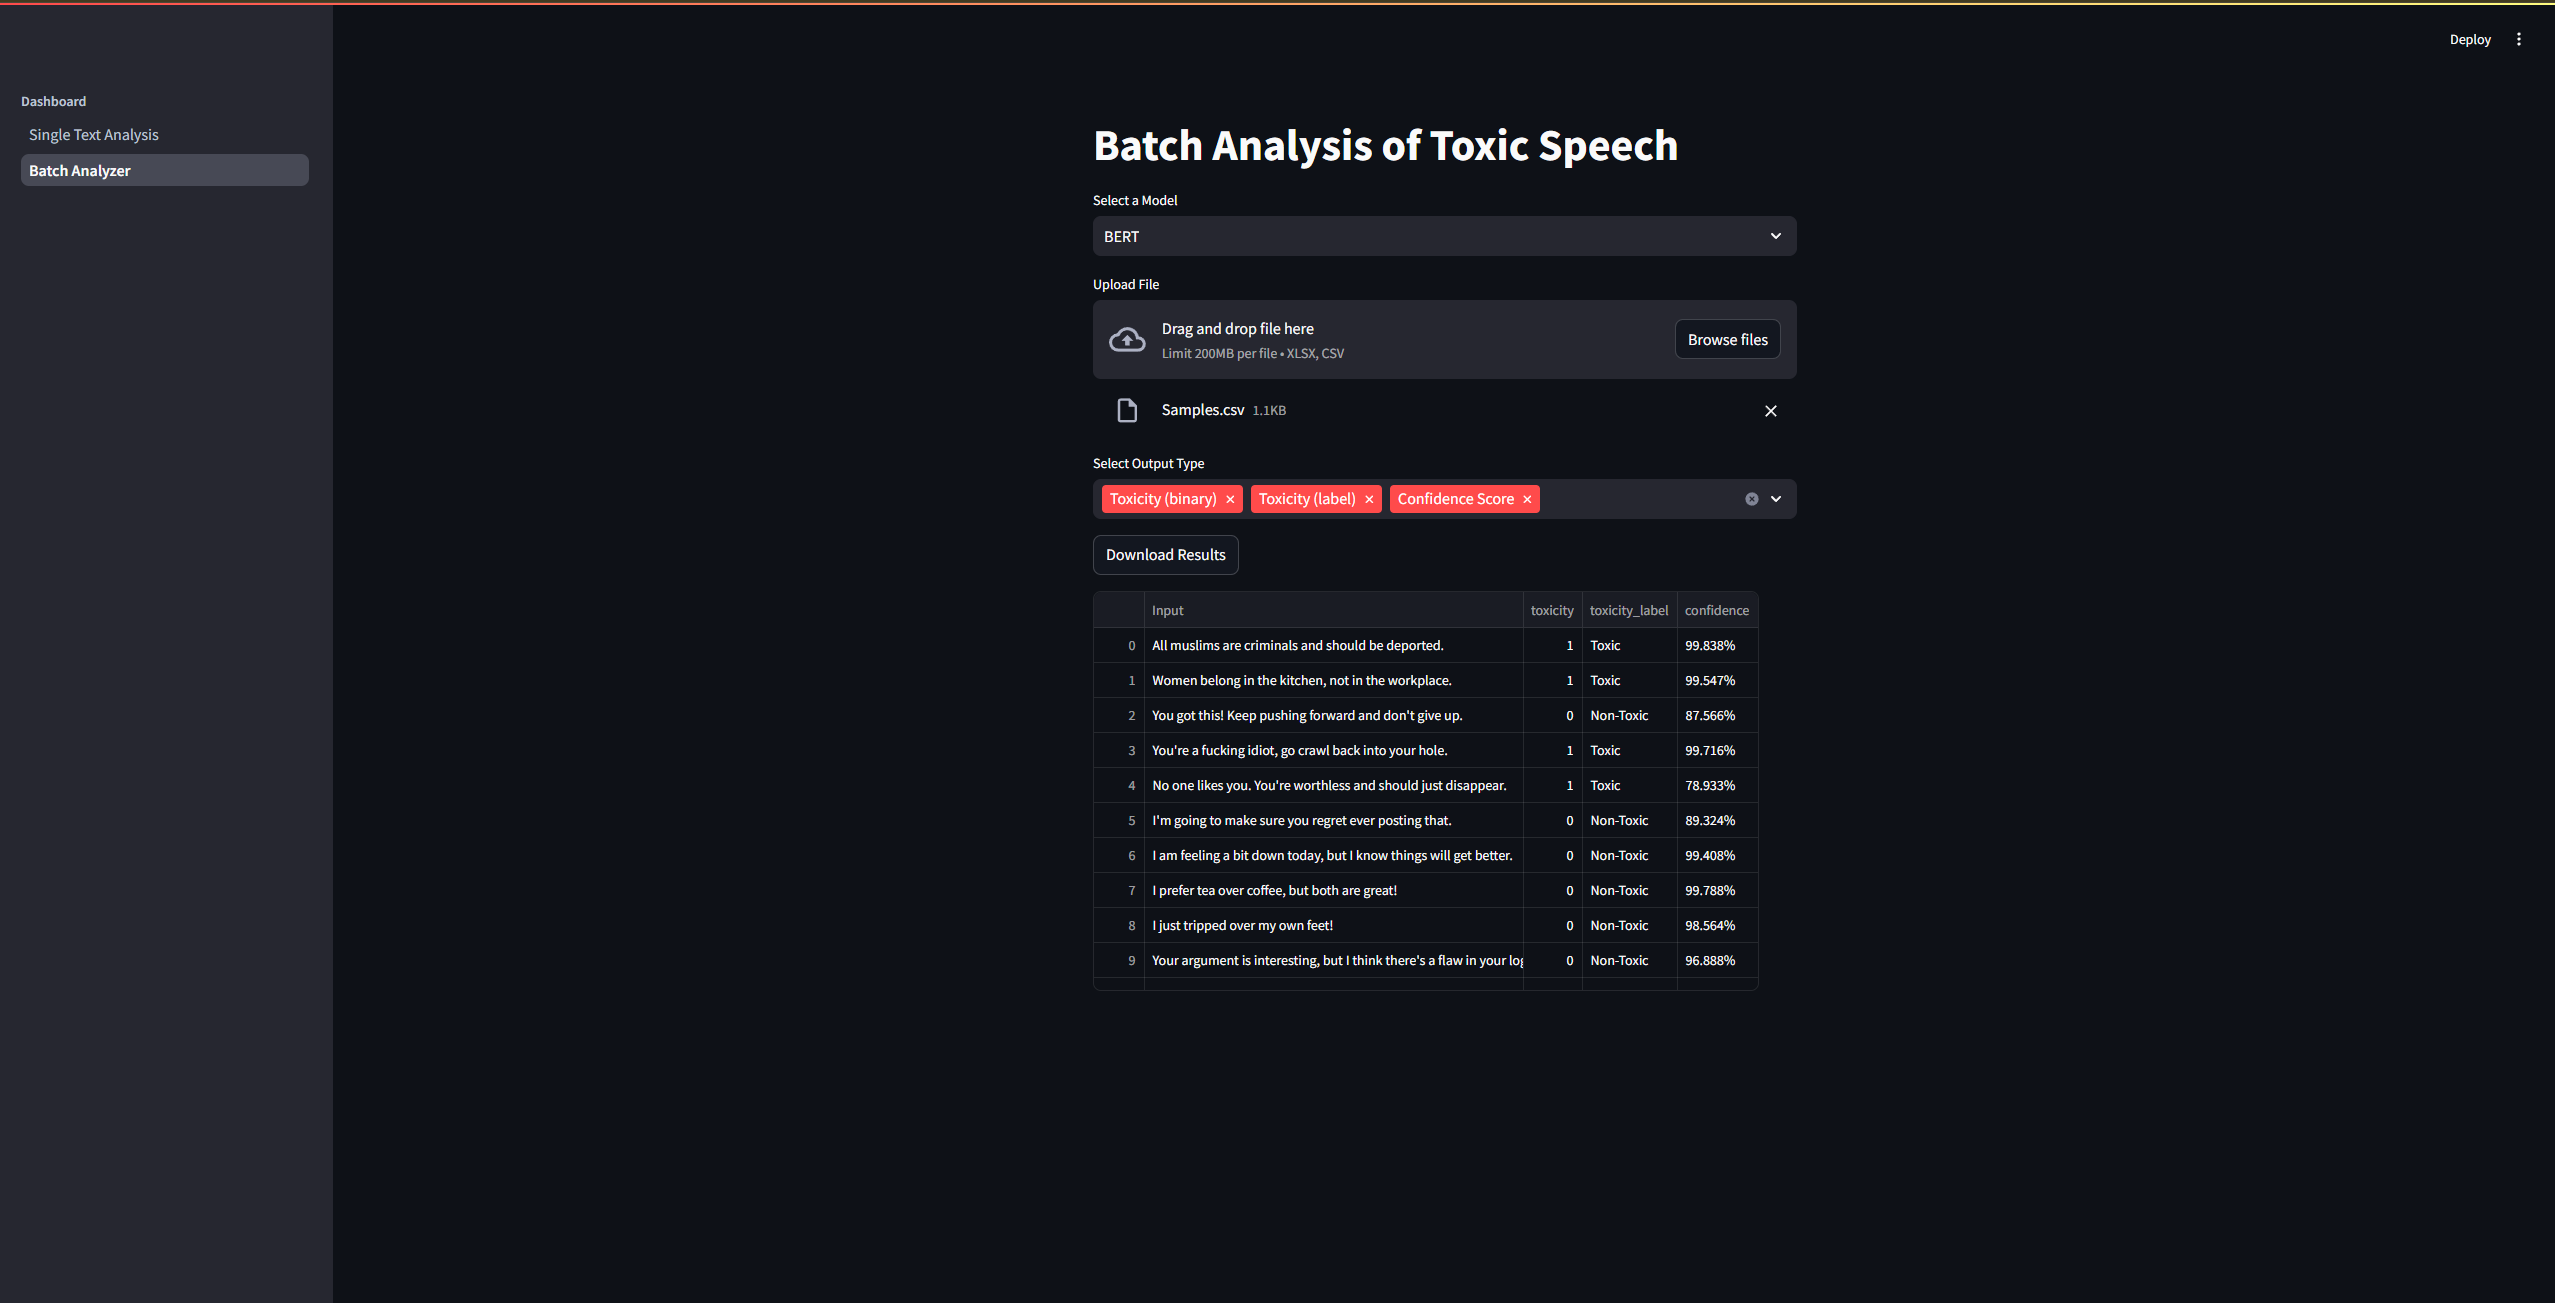 Deploy
Dashboard
Single Text Analysis
Batch Analyzer
Batch Analysis of Toxic Speech
Select a Model
BERT
Upload File
Drag and drop file here
Limit 200MB per file • XLSX, CSV
Browse files
Samples.csv 1.1KB
Select Output Type
Toxicity (binary) Toxicity (label) Confidence Score
Download Results
Input toxicity toxicity_label confidence
0 All muslims are criminals and should be deported. 1 Toxic 99.838%
1 Women belong in the kitchen, not in the workplace. 1 Toxic 99.547%
2 You got this! Keep pushing forward and don't give up. 0 Non-Toxic 87.566%
3 You're a fucking idiot, go crawl back into your hole. 1 Toxic 99.716%
4 No one likes you. You're worthless and should just disappear. 1 Toxic 78.933%
5 I'm going to make sure you regret ever posting that. 0 Non-Toxic 89.324%
6 I am feeling a bit down today, but I know things will get better. 0 Non-Toxic 99.408%
7 I prefer tea over coffee, but both are great! 0 Non-Toxic 99.788%
8 I just tripped over my own feet! 0 Non-Toxic 98.564%
9 Your argument is interesting, but I think there's a flaw in your log 0 Non-Toxic 96.888%